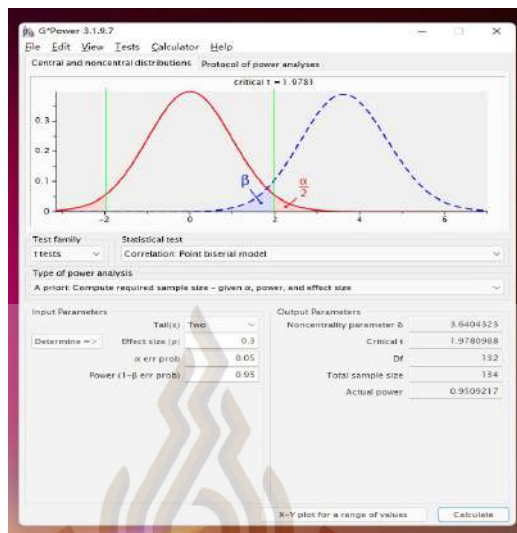 G*Power 3.1.9.7
File Edit View Tests Calculator Help
Central and noncentral distributions Protocol of power analyses
critical t = 1.9781
0.3
0.2
0.1
0
β
α
2
-2 0 2 4 6
Test family Statistical test
t tests Correlation: Point biserial model
Type of power analysis
A priori: Compute required sample size – given α, power, and effect size
Input Parameters Output Parameters
Tail(s) Two Noncentrality parameter δ 3.6404323
Determine => Effect size |ρ| 0.3 Critical t 1.9780988
α err prob 0.05 Df 132
Power (1-β err prob) 0.95 Total sample size 134
Actual power 0.9509217
X-Y plot for a range of values Calculate